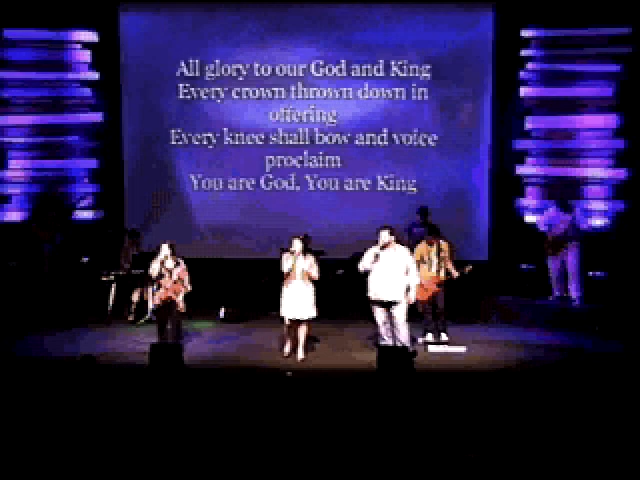 All glory to our God and King
Every crown thrown down in
offering
Every knee shall bow and voice
proclaim
You are God, You are King